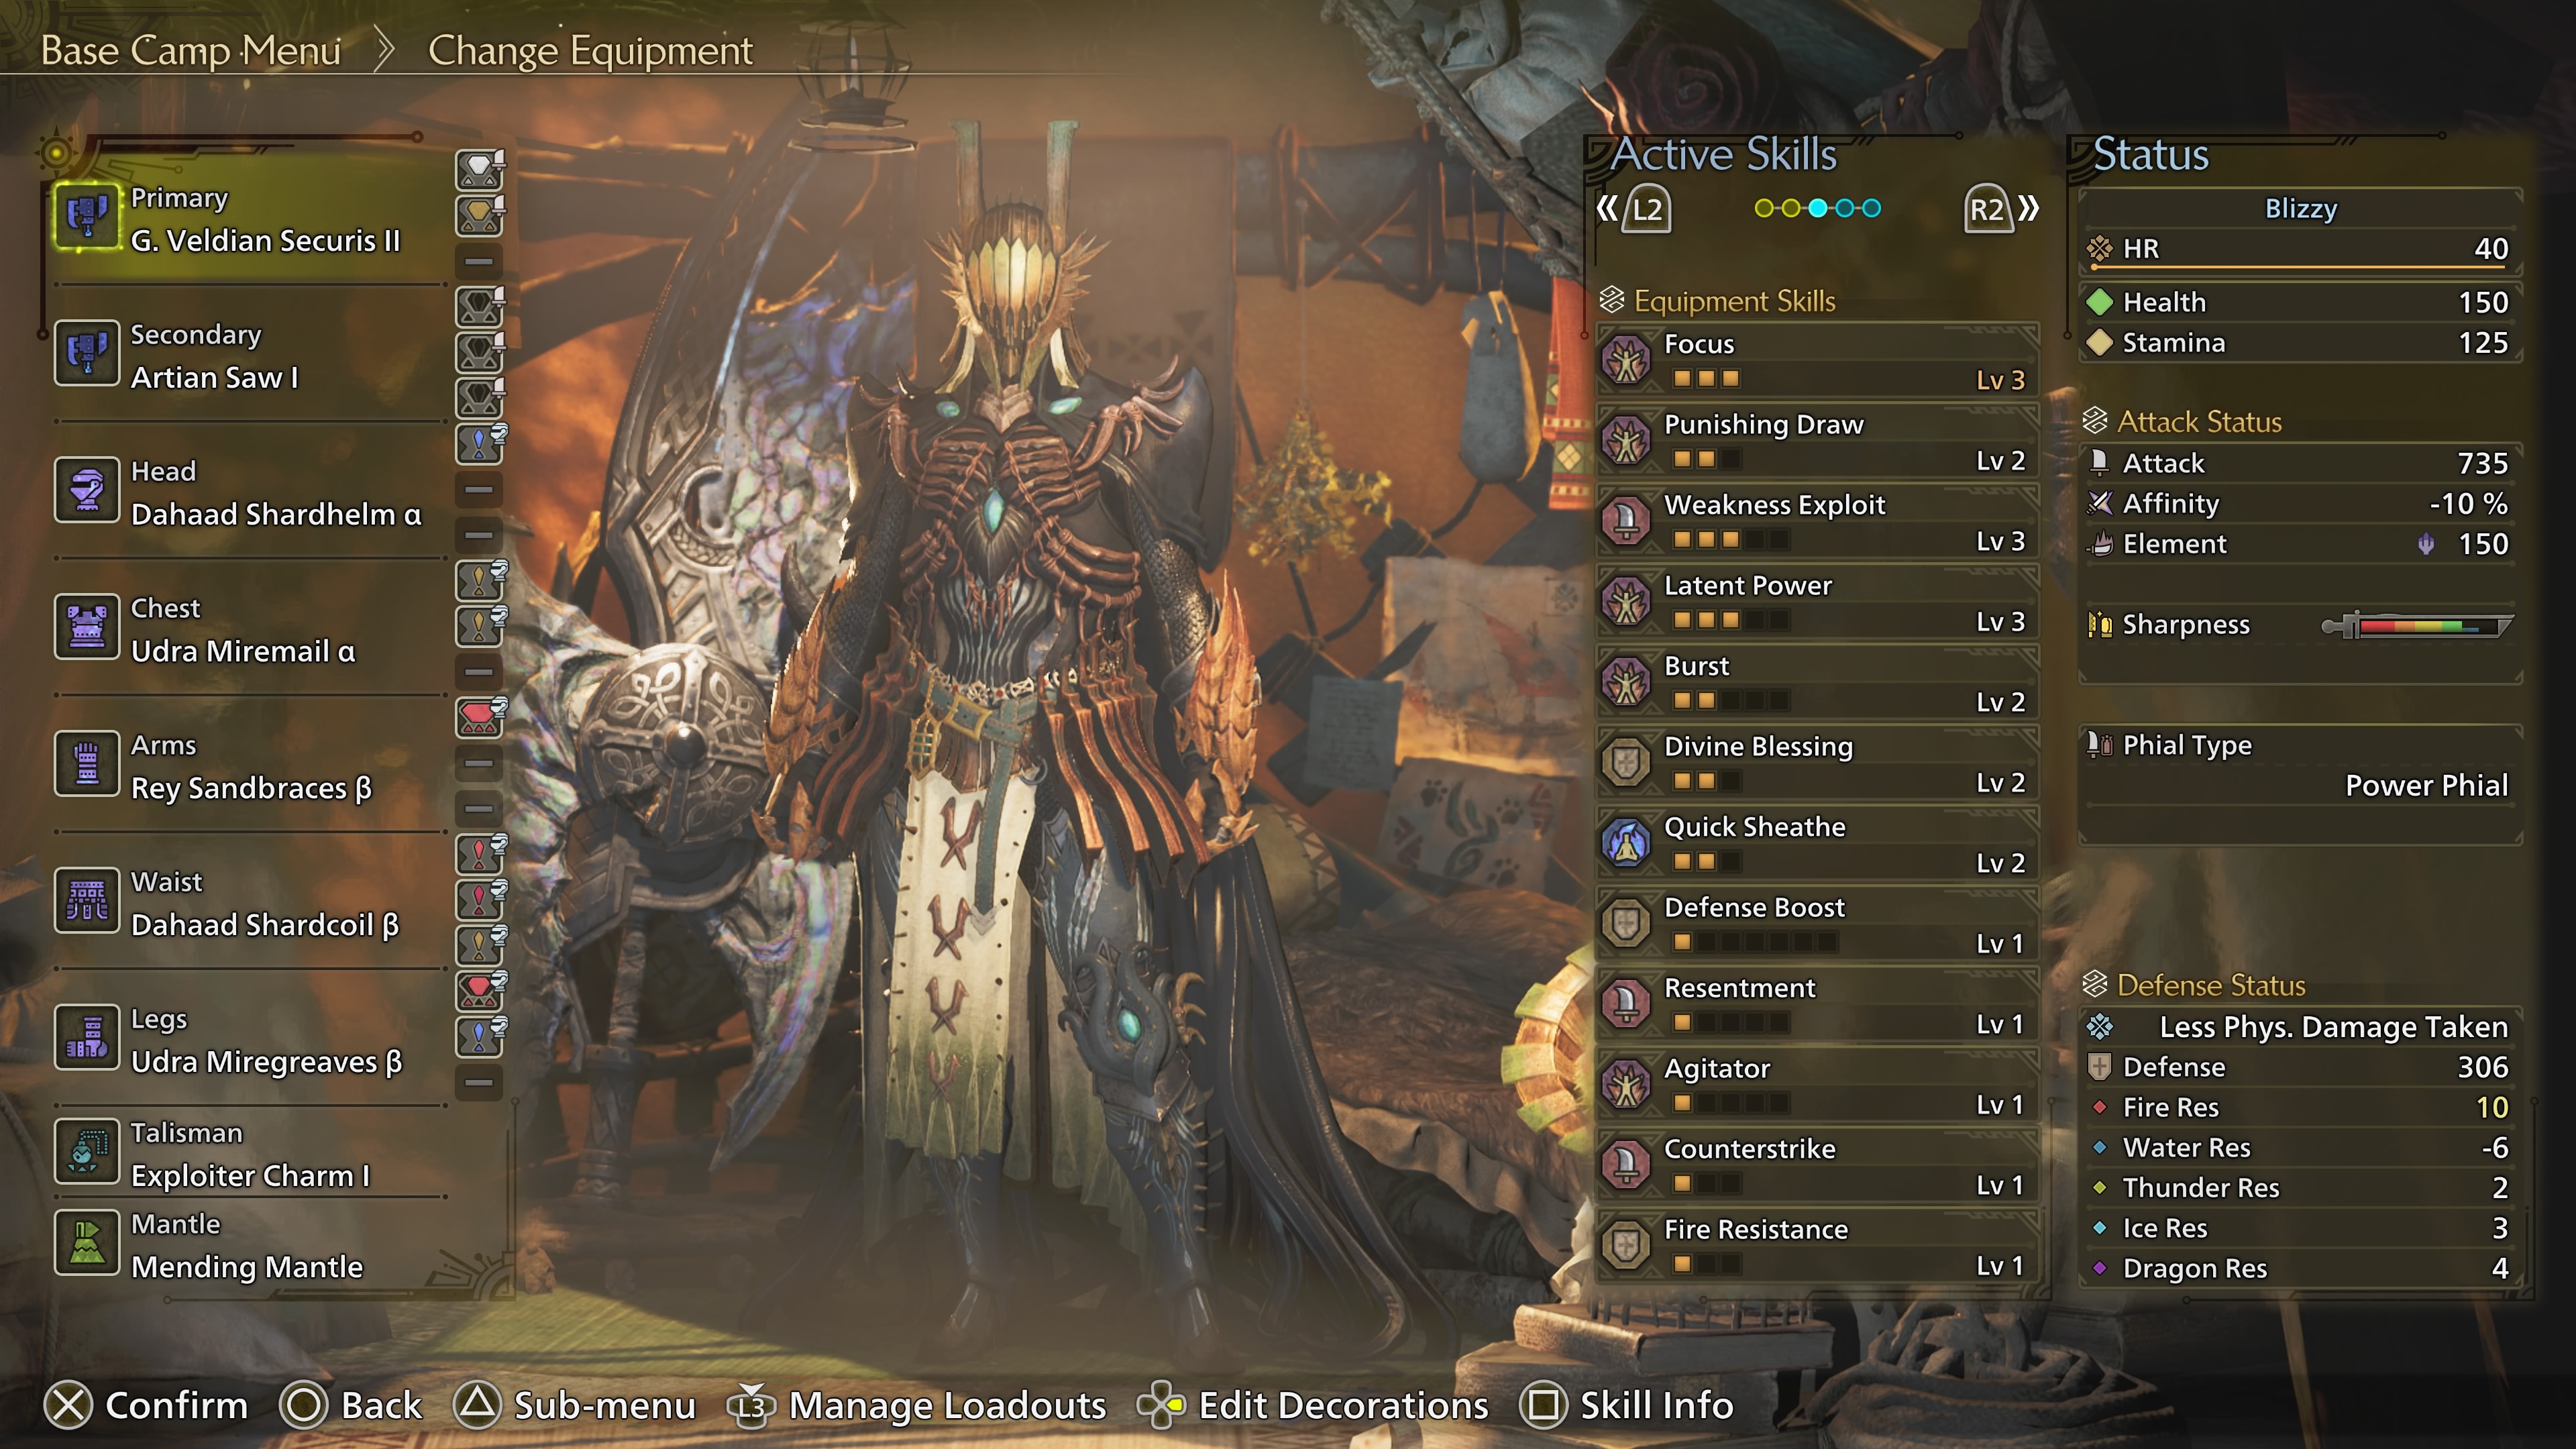 Base Camp Menu
Change Equipment
Primary
G. Veldian Securis II
Secondary
Artian Saw I
Head
Dahaad Shardhelm α
Chest
Udra Miremail α
Arms
Rey Sandbraces β
Waist
Dahaad Shardcoil β
Legs
Udra Miregreaves β
Talisman
Exploiter Charm I
Mantle
Mending Mantle
Active Skills
L2
R2
Equipment Skills
Focus
Lv 3
Punishing Draw
Lv 2
Weakness Exploit
Lv 3
Latent Power
Lv 3
Burst
Lv 2
Divine Blessing
Lv 2
Quick Sheathe
Lv 2
Defense Boost
Lv 1
Resentment
Lv 1
Agitator
Lv 1
Counterstrike
Lv 1
Fire Resistance
Lv 1
Status
Blizzy
HR 40
Health 150
Stamina 125
Attack Status
Attack 735
Affinity -10 %
Element 150
Sharpness
Phial Type
Power Phial
Defense Status
Less Phys. Damage Taken
Defense 306
Fire Res 10
Water Res -6
Thunder Res 2
Ice Res 3
Dragon Res 4
Confirm
Back
Sub-menu
L3 Manage Loadouts
Edit Decorations
Skill Info